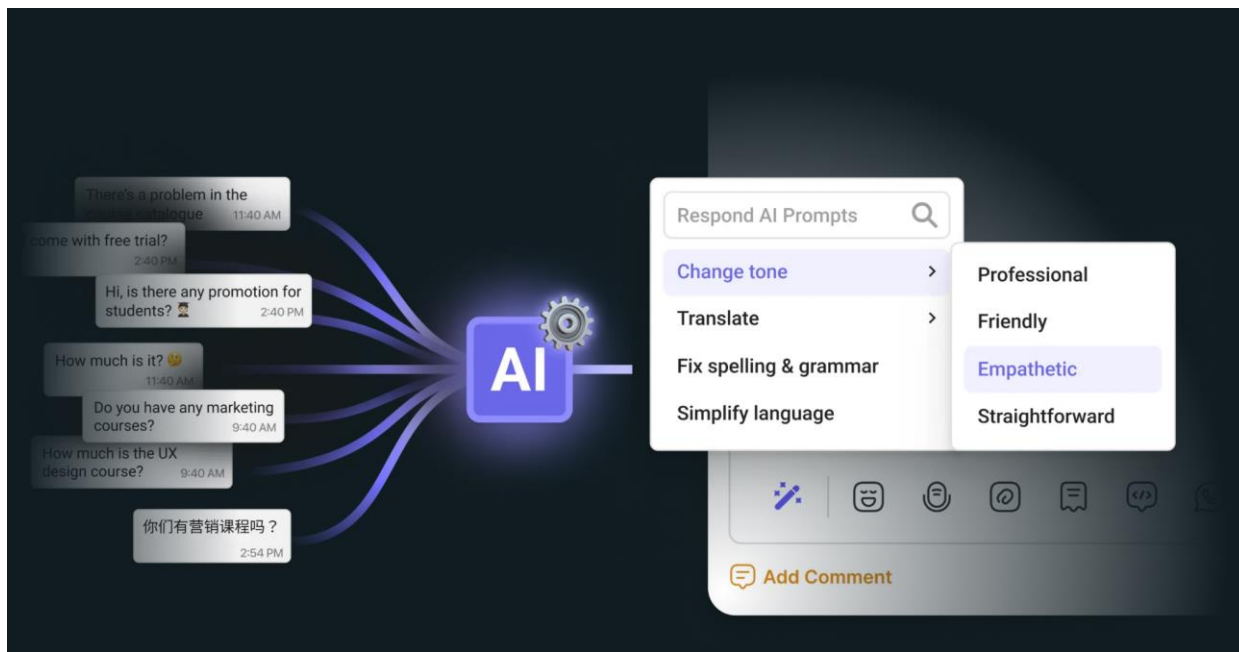 There's a problem in the
course catalogue 11:40 AM
come with free trial?
2:40 PM
Hi, is there any promotion for
students? 👨🏻‍🎓 2:40 PM
How much is it? 🤔
11:40 AM
Do you have any marketing
courses? 9:40 AM
How much is the UX
design course? 9:40 AM
你们有营销课程吗？
2:54 PM
AI
Respond AI Prompts
Change tone
Translate
Fix spelling & grammar
Simplify language
Professional
Friendly
Empathetic
Straightforward
Add Comment